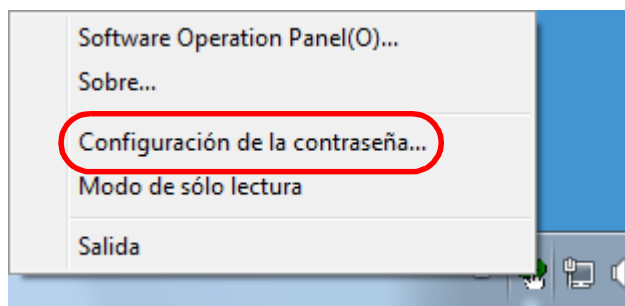 Software Operation Panel(O)...
Sobre...
Configuración de la contraseña...
Modo de sólo lectura
Salida